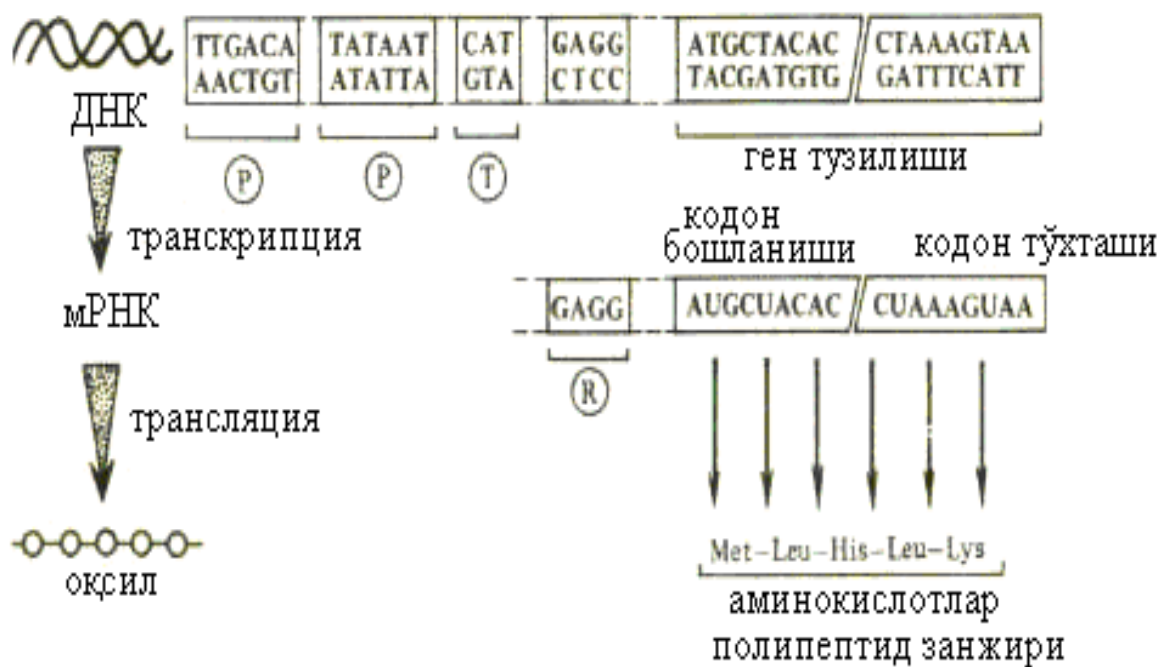 TTGACA TATAAT CAT GAGG ATGCTACAC CTAAAGTAA
AACTGT ATATTA GTA CTCC TACGATGTG GATTTCATT
ДНК
P P T
ген тузилиши
транскрипция
кодон
бошланиши
кодон тўхташи
мРНК
GAGG AUGCUACAC CUAAAGUAA
R
трансляция
Met–Leu–His–Leu–Lys
оқсил
аминокислотлар
полипептид занжири